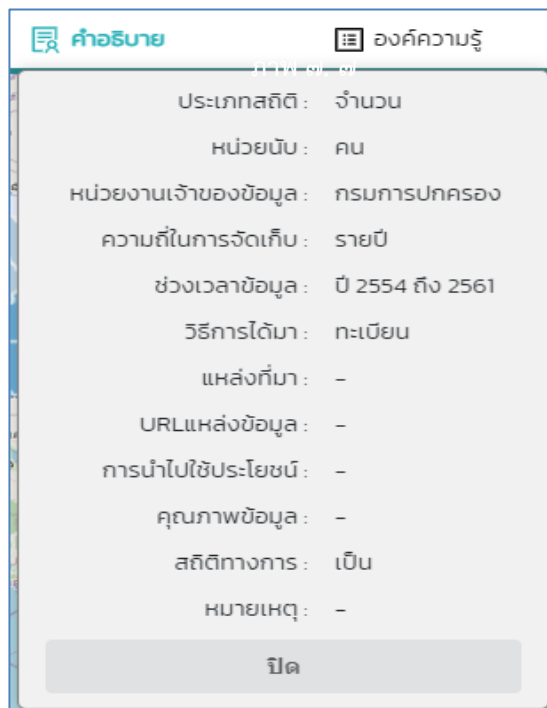 คำอธิบาย องค์ความรู้
ภาพ ๗. ๗
ประเภทสถิติ : จำนวน
หน่วยนับ : คน
หน่วยงานเจ้าของข้อมูล : กรมการปกครอง
ความถี่ในการจัดเก็บ : รายปี
ช่วงเวลาข้อมูล : ปี 2554 ถึง 2561
วิธีการได้มา : ทะเบียน
แหล่งที่มา : -
URLแหล่งข้อมูล : -
การนำไปใช้ประโยชน์ : -
คุณภาพข้อมูล : -
สถิติทางการ : เป็น
หมายเหตุ : -
ปิด